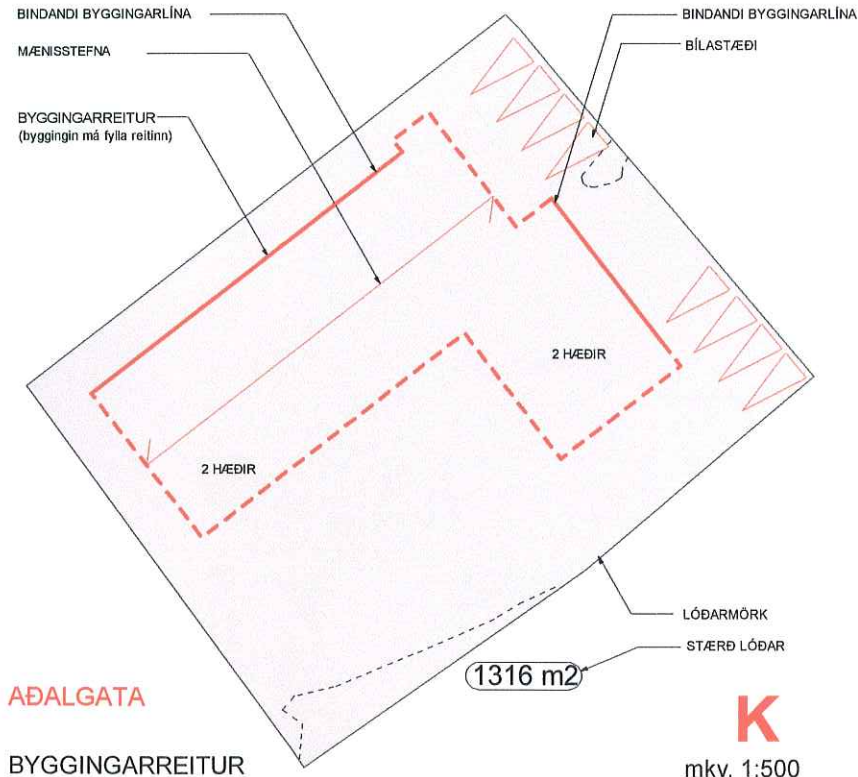 BINDANDI BYGGINGARLÍNA
BINDANDI BYGGINGARLÍNA
MÆNISSTEFNA
BÍLASTÆÐI
BYGGINGARREITUR
(byggingin má fylla reitinn)
2 HÆÐIR
2 HÆÐIR
LÓÐARMÖRK
STÆRÐ LÓÐAR
1316 m2
AÐALGATA
K
BYGGINGARREITUR
mkv. 1:500